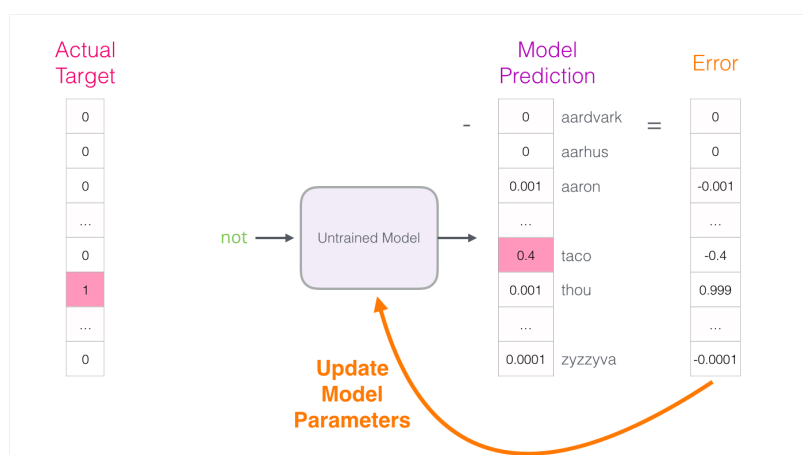 Actual
Target
Model
Prediction
Error
0 - 0 aardvark = 0
0 0 aarhus 0
0 0.001 aaron -0.001
... ... ...
not Untrained Model
0 0.4 taco -0.4
1 0.001 thou 0.999
... ... ...
0 0.0001 zyzzyva -0.0001
Update
Model
Parameters